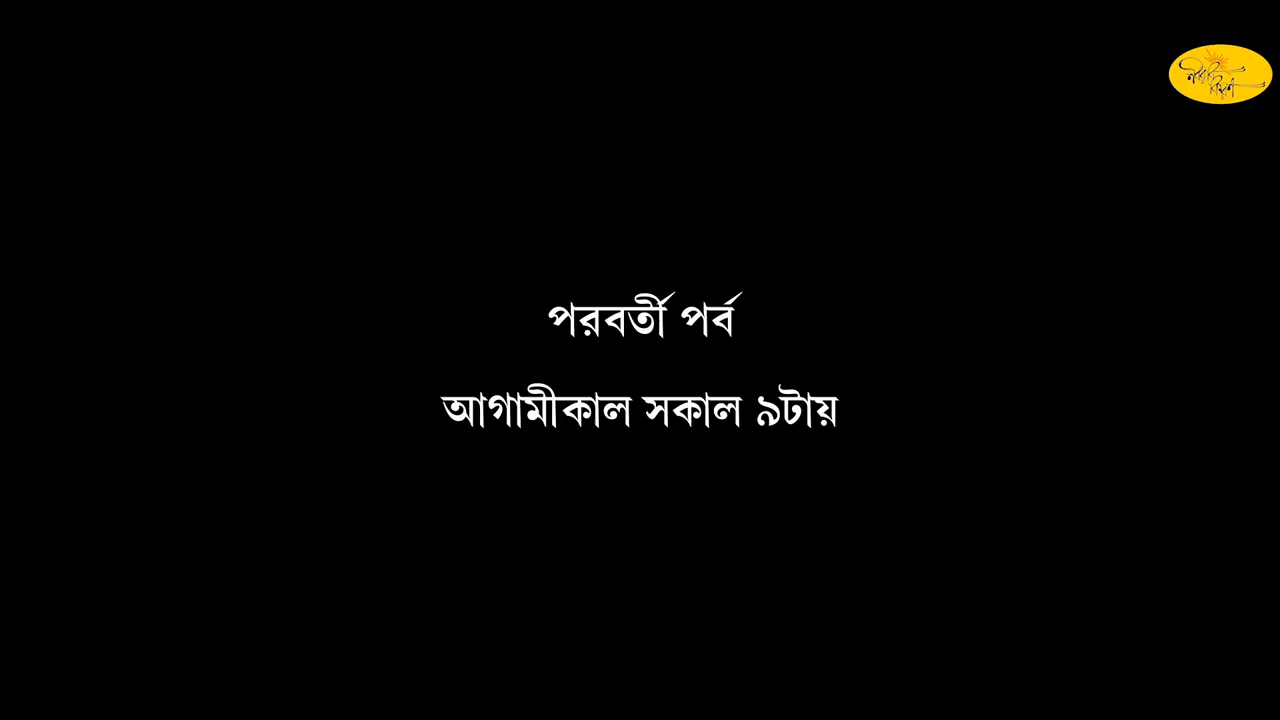 পরবর্তী পর্ব
আগামীকাল সকাল ৯টায়